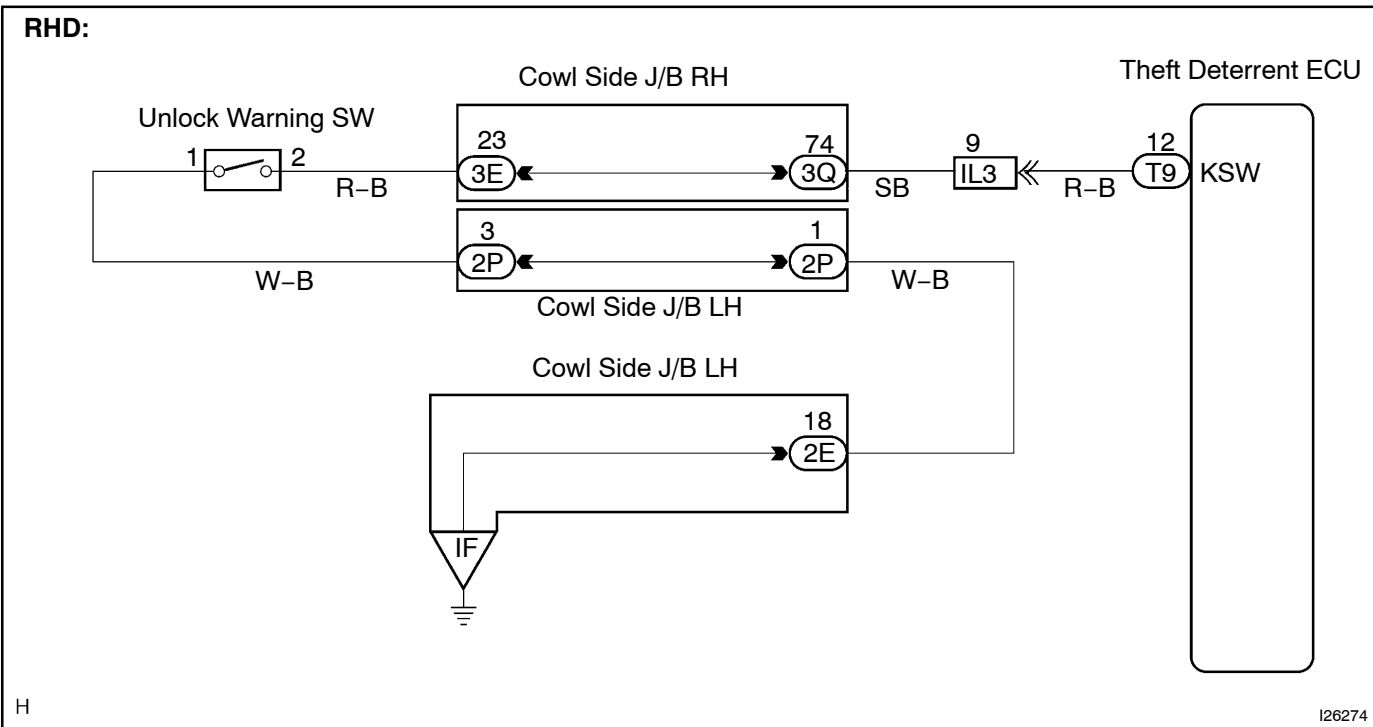 RHD:
Cowl Side J/B RH
Theft Deterrent ECU
Unlock Warning SW
1 2
23
3E
74
3Q
9
IL3
12
T9
KSW
R–B
SB
R–B
3
2P
1
2P
W–B
W–B
Cowl Side J/B LH
Cowl Side J/B LH
18
2E
IF
H
I26274